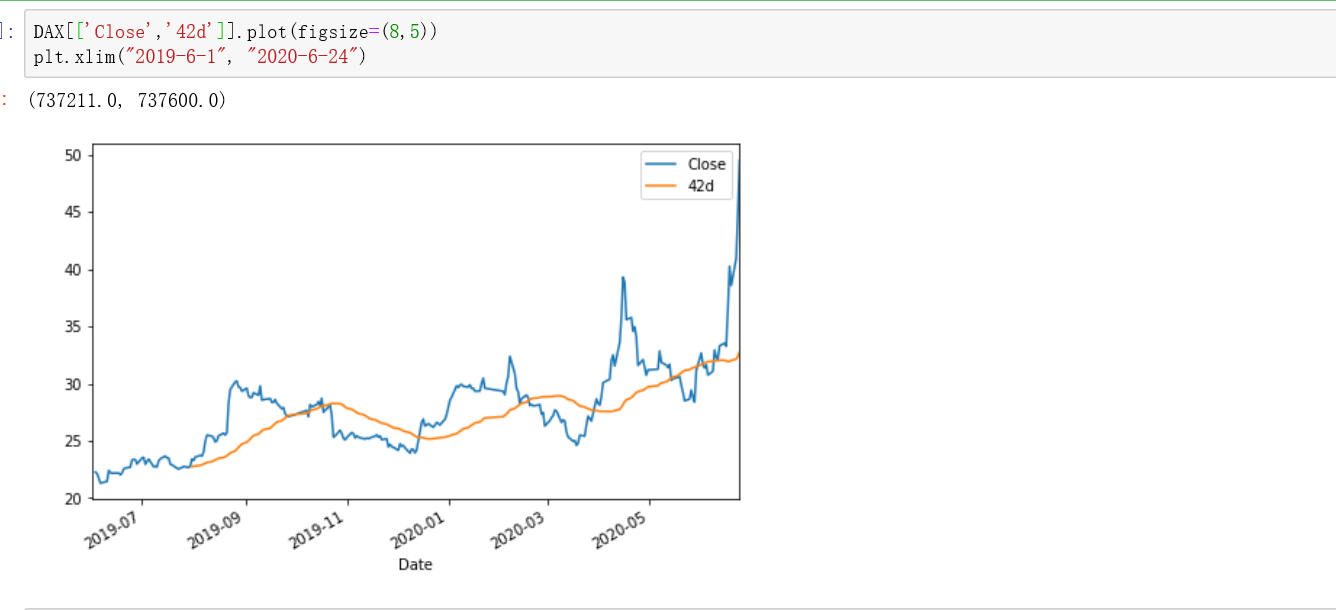 ]: DAX[['Close','42d']].plot(figsize=(8,5))
plt.xlim("2019-6-1", "2020-6-24")
: (737211.0, 737600.0)
50
45
40
35
30
25
20
Close
42d
2019-07
2019-09
2019-11
2020-01
2020-03
2020-05
Date